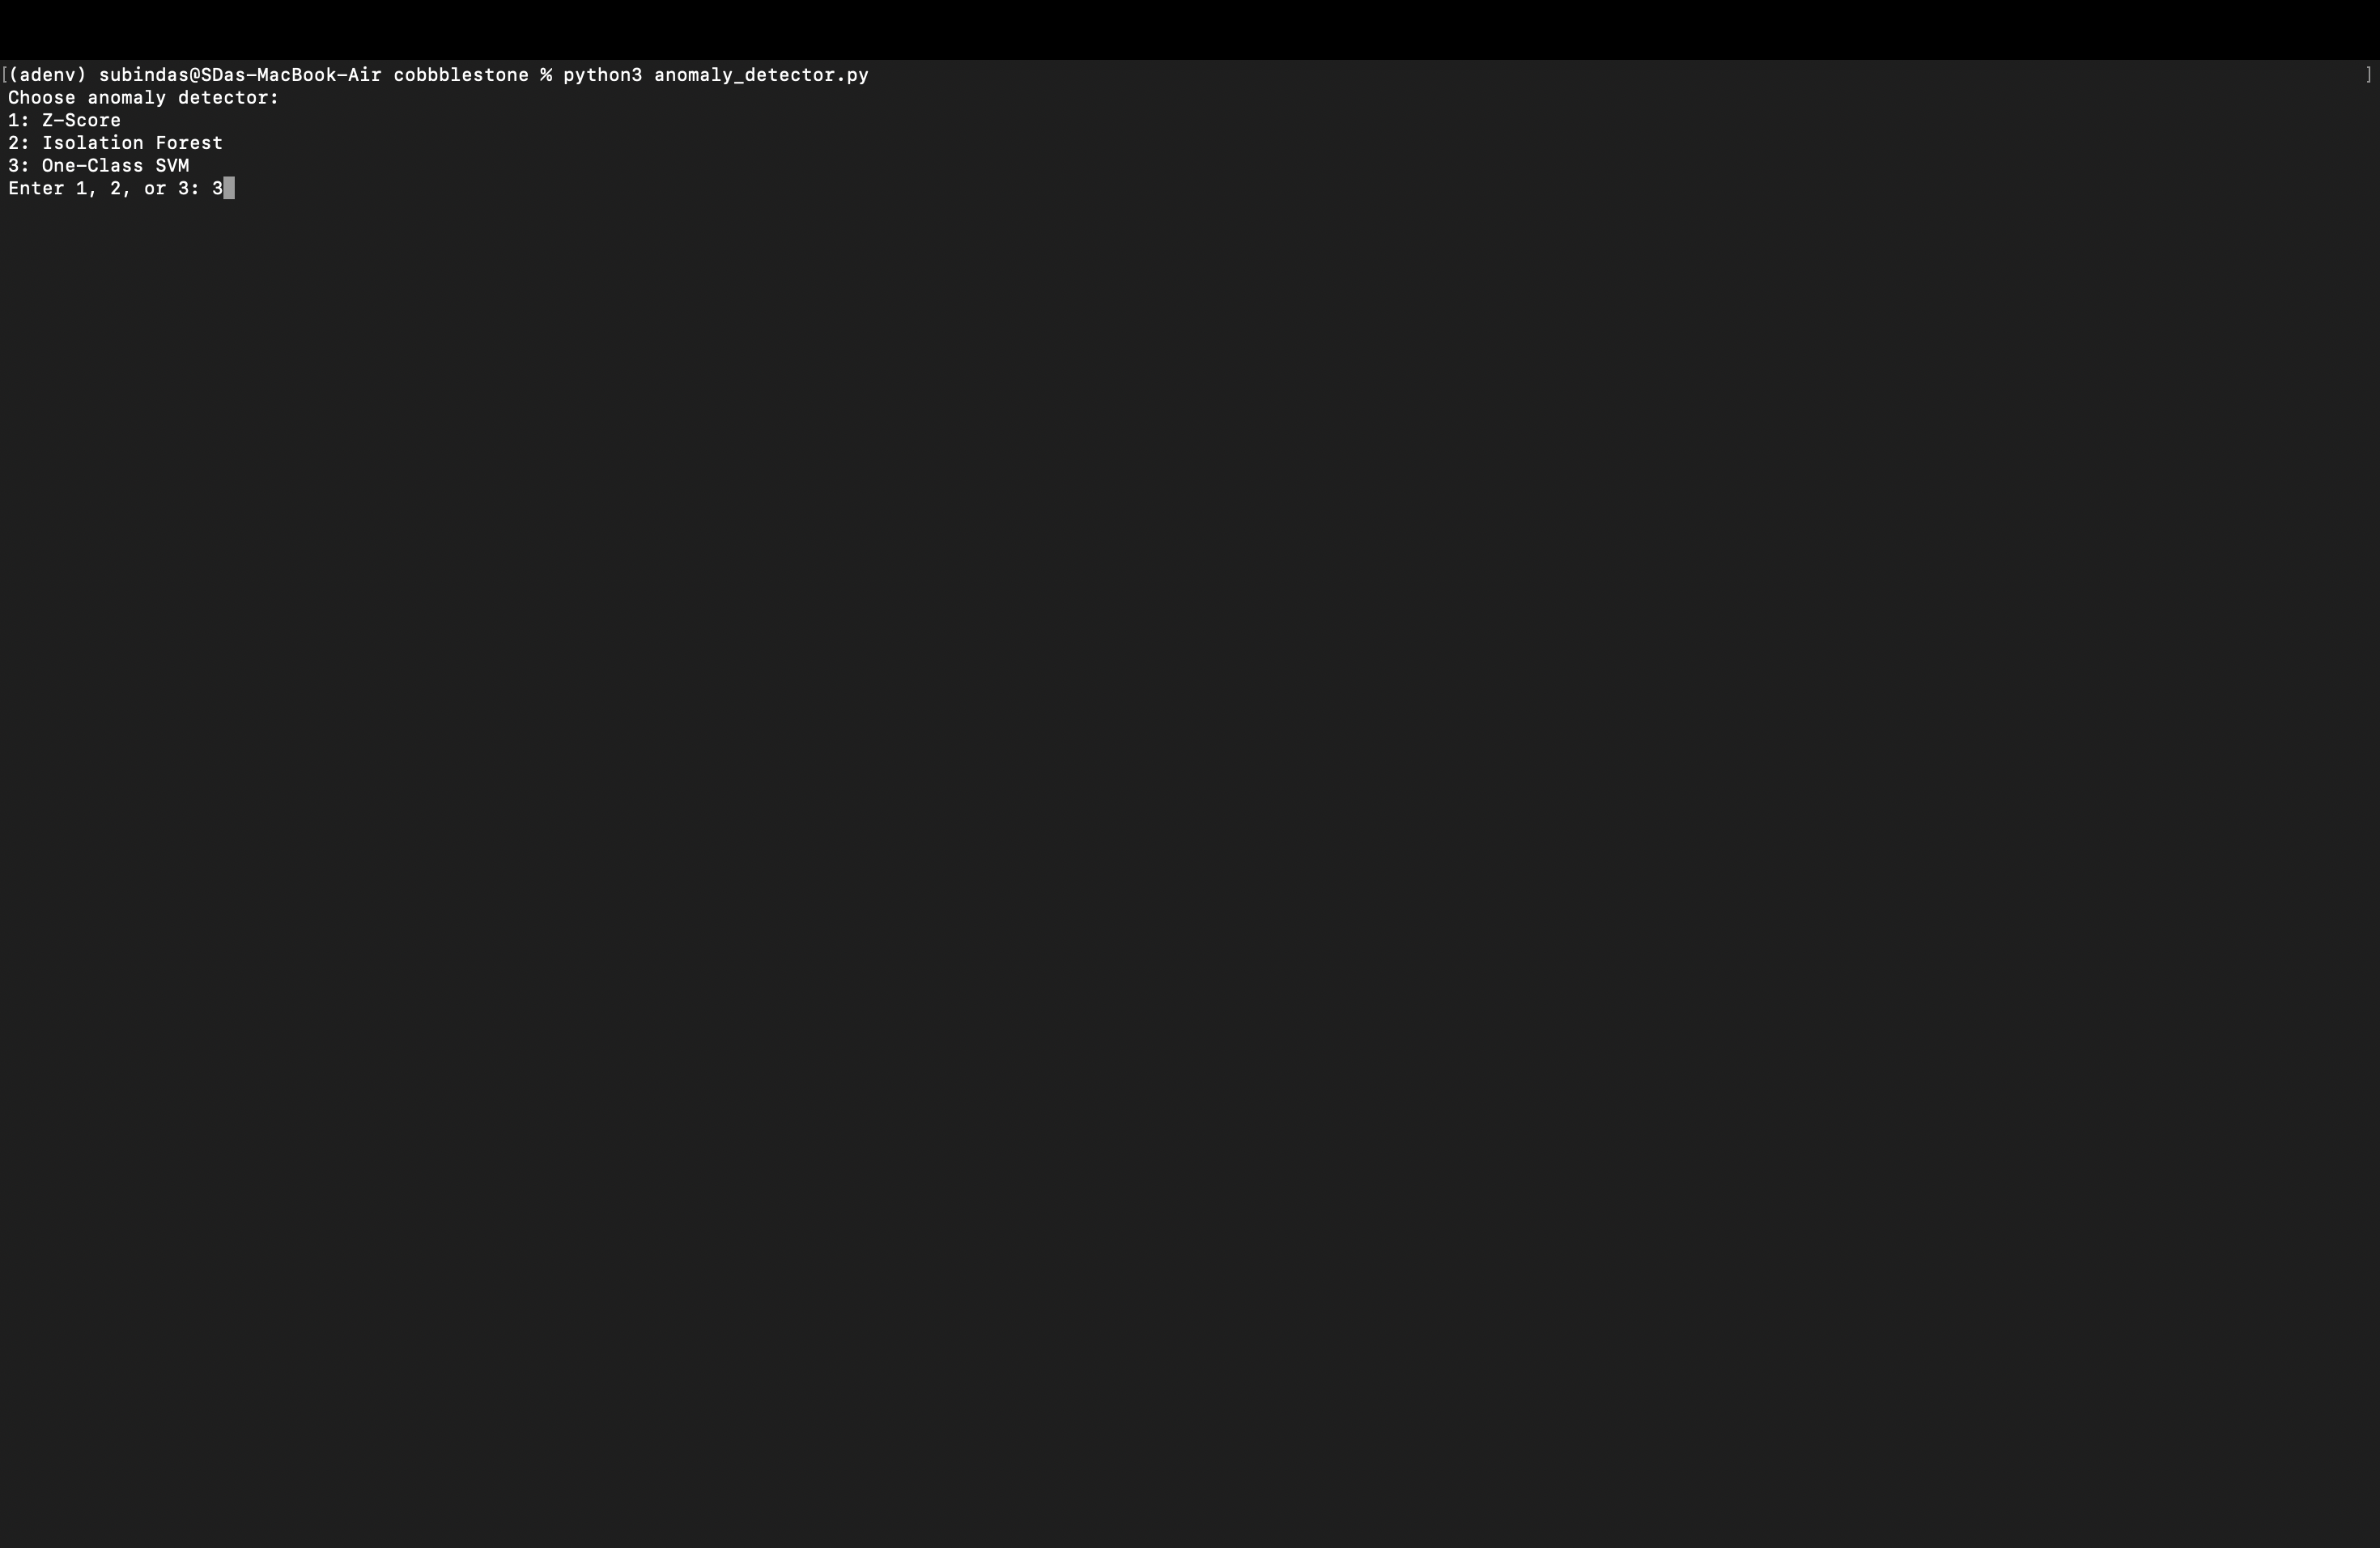 [(adenv) subindas@SDas-MacBook-Air cobbblestone % python3 anomaly_detector.py ]
Choose anomaly detector:
1: Z-Score
2: Isolation Forest
3: One-Class SVM
Enter 1, 2, or 3: 3